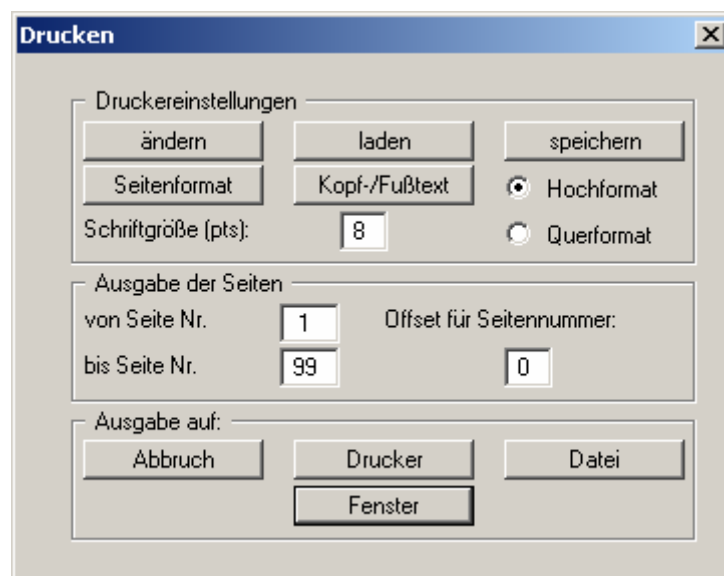 Drucken
Druckereinstellungen
ändern laden speichern
Seitenformat Kopf-/Fußtext Hochformat
Schriftgröße (pts): 8 Querformat
Ausgabe der Seiten
von Seite Nr. 1 Offset für Seitennummer:
bis Seite Nr. 99 0
Ausgabe auf:
Abbruch Drucker Datei
Fenster